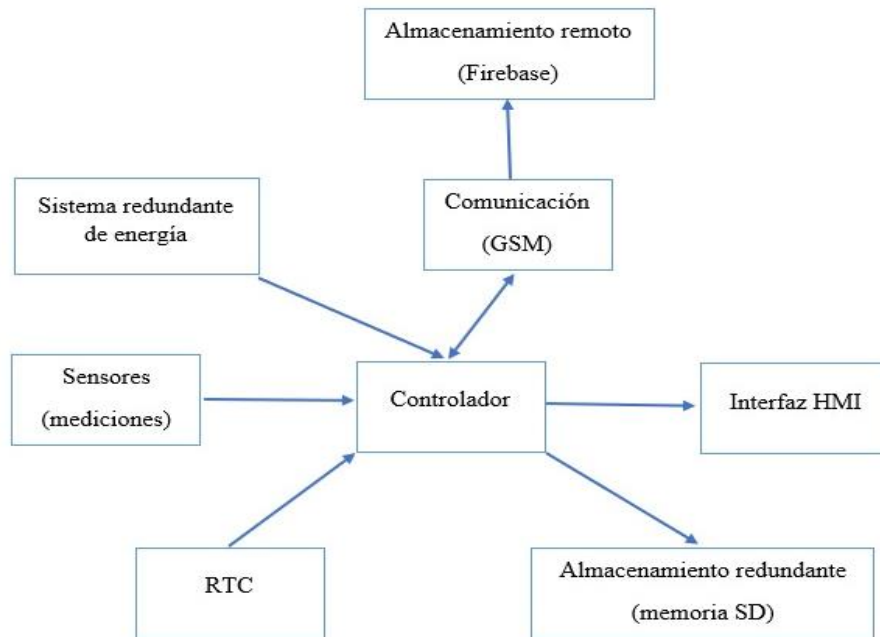 Almacenamiento remoto
(Firebase)
Sistema redundante
de energía
Comunicación
(GSM)
Sensores
(mediciones)
Controlador
Interfaz HMI
RTC
Almacenamiento redundante
(memoria SD)